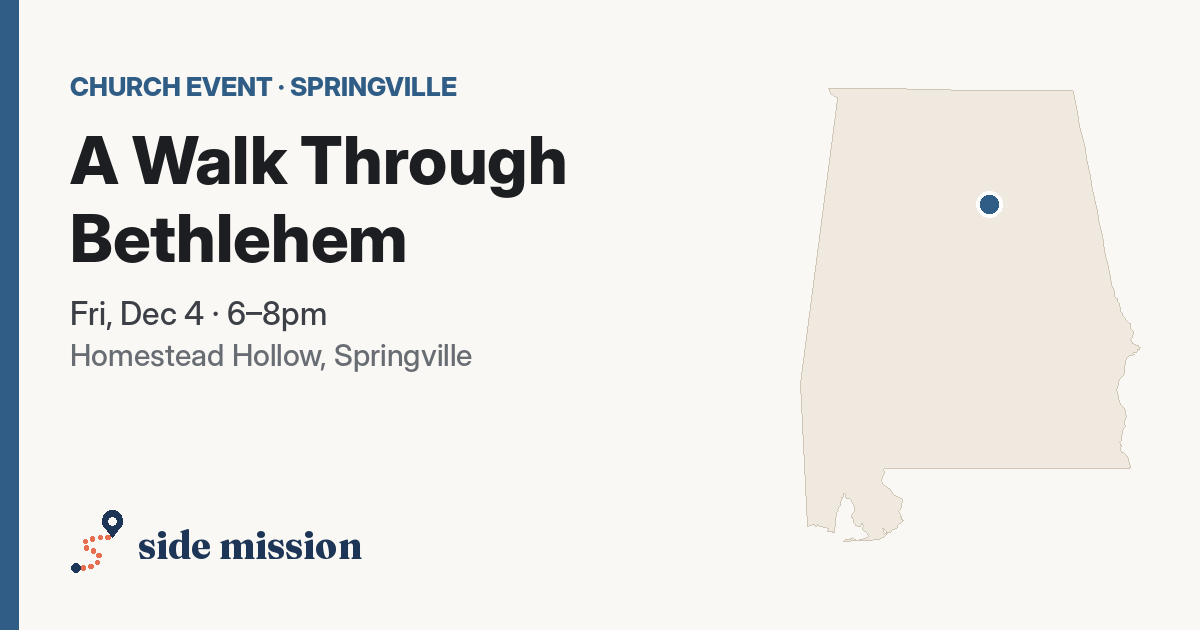 CHURCH EVENT · SPRINGVILLE
A Walk Through
Bethlehem
Fri, Dec 4 · 6–8pm
Homestead Hollow, Springville
side mission